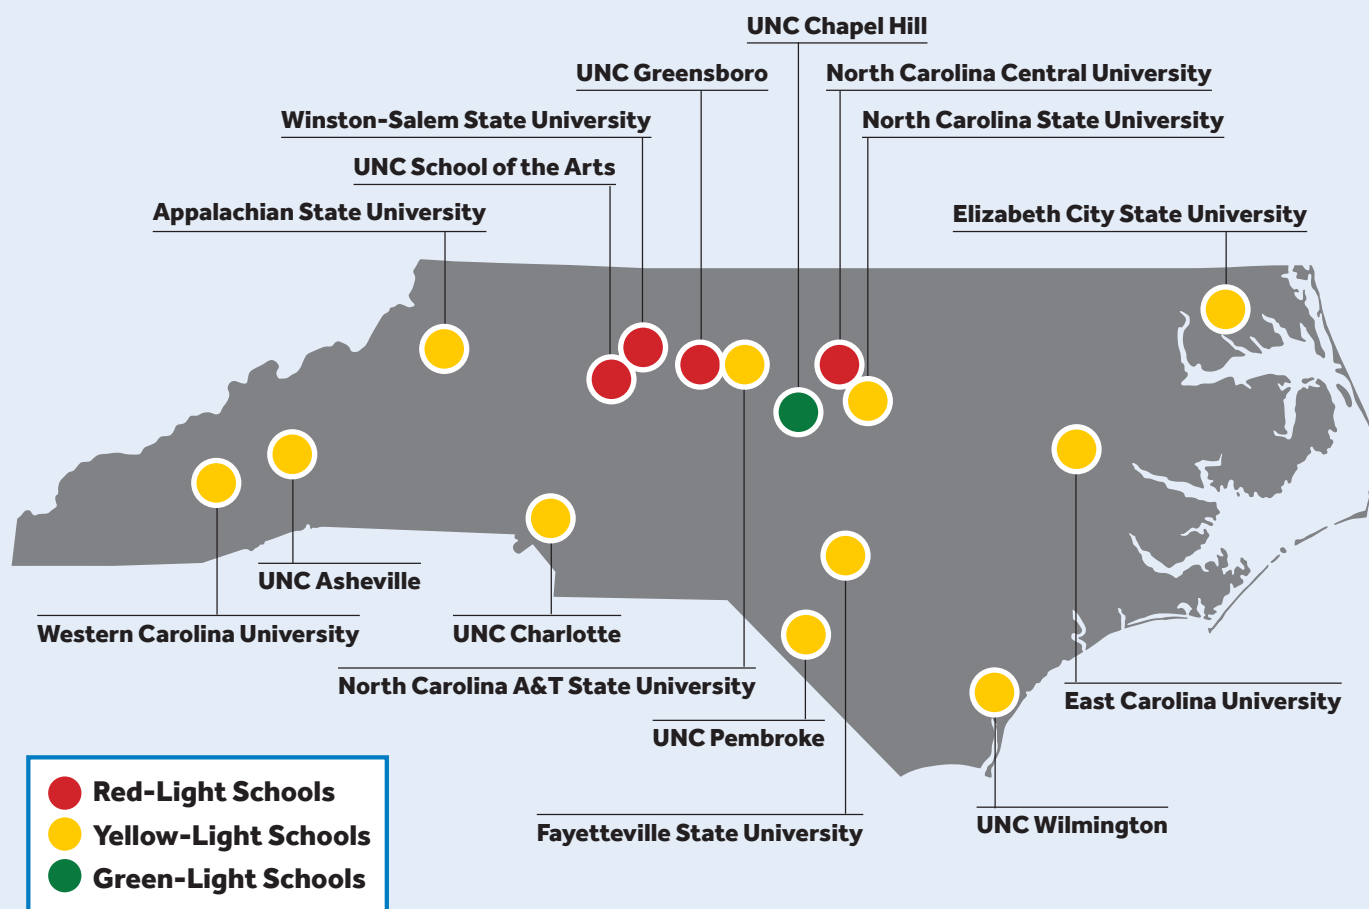 UNC Chapel Hill
UNC Greensboro
North Carolina Central University
Winston-Salem State University
North Carolina State University
UNC School of the Arts
Appalachian State University
Elizabeth City State University
UNC Asheville
Western Carolina University
UNC Charlotte
North Carolina A&T State University
East Carolina University
UNC Pembroke
Fayetteville State University
UNC Wilmington
Red-Light Schools
Yellow-Light Schools
Green-Light Schools